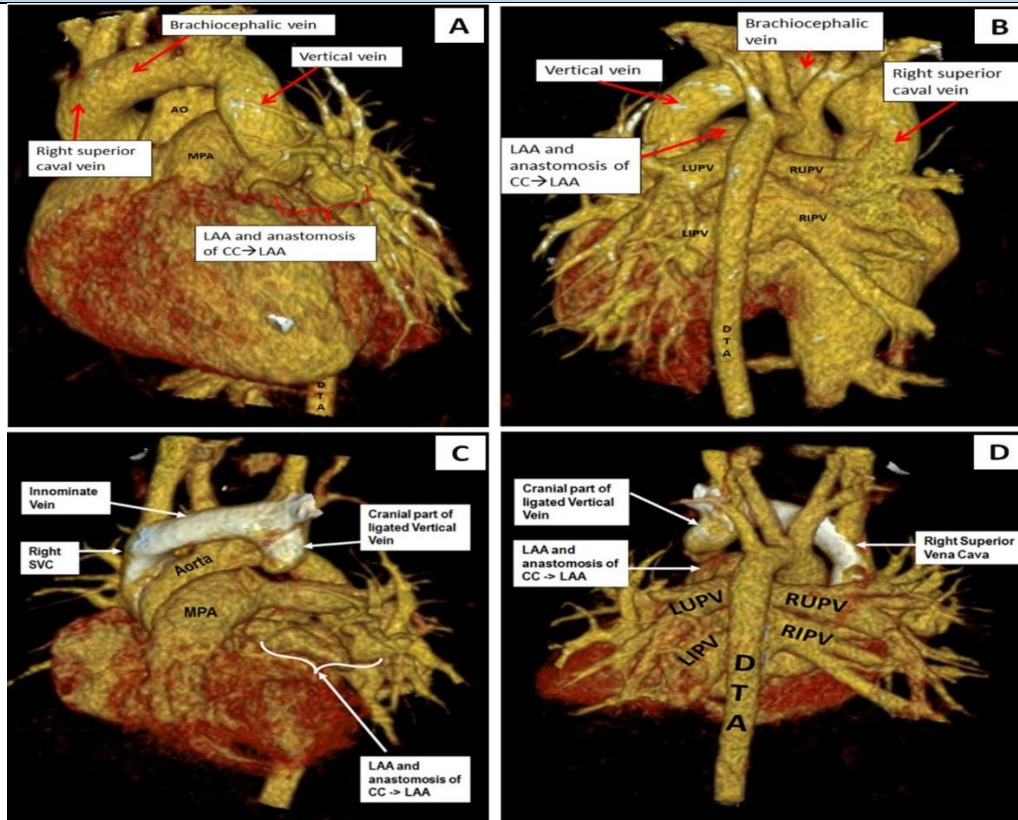 A
Brachiocephalic vein
Vertical vein
AO
MPA
Right superior
caval vein
LAA and anastomosis
of CC→LAA
D
T
A
B
Brachiocephalic
vein
Vertical vein
Right superior
caval vein
LAA and
anastomosis of
CC→LAA
LUPV
RUPV
RIPV
LIPV
D
T
A
C
Innominate
Vein
Cranial part of
ligated Vertical
Vein
Right
SVC
Aorta
MPA
LAA and
anastomosis of
CC -> LAA
D
Cranial part of
ligated Vertical
Vein
Right Superior
Vena Cava
LAA and
anastomosis of
CC -> LAA
LUPV
RUPV
LIPV
RIPV
D
T
A